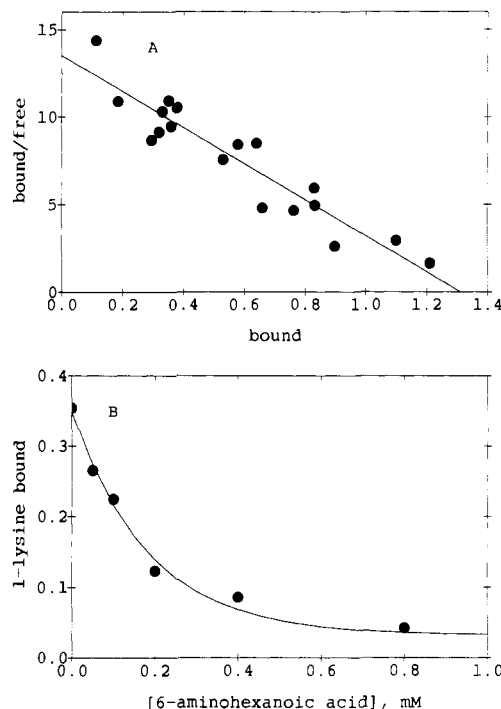 15
A
10
bound/free
5
0
0.0 0.2 0.4 0.6 0.8 1.0 1.2 1.4
bound
0.4
B
0.3
l-lysine bound
0.2
0.1
0.0
0.0 0.2 0.4 0.6 0.8 1.0
[6-aminohexanoic acid], mM